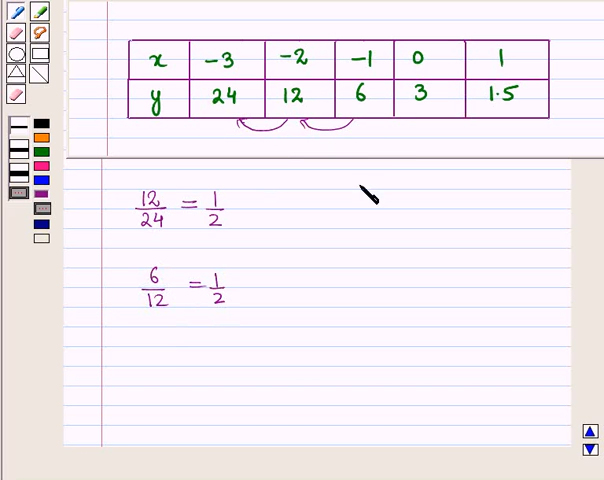 x -3 -2 -1 0 1
y 24 12 6 3 1.5
12/24 = 1/2
6/12 = 1/2